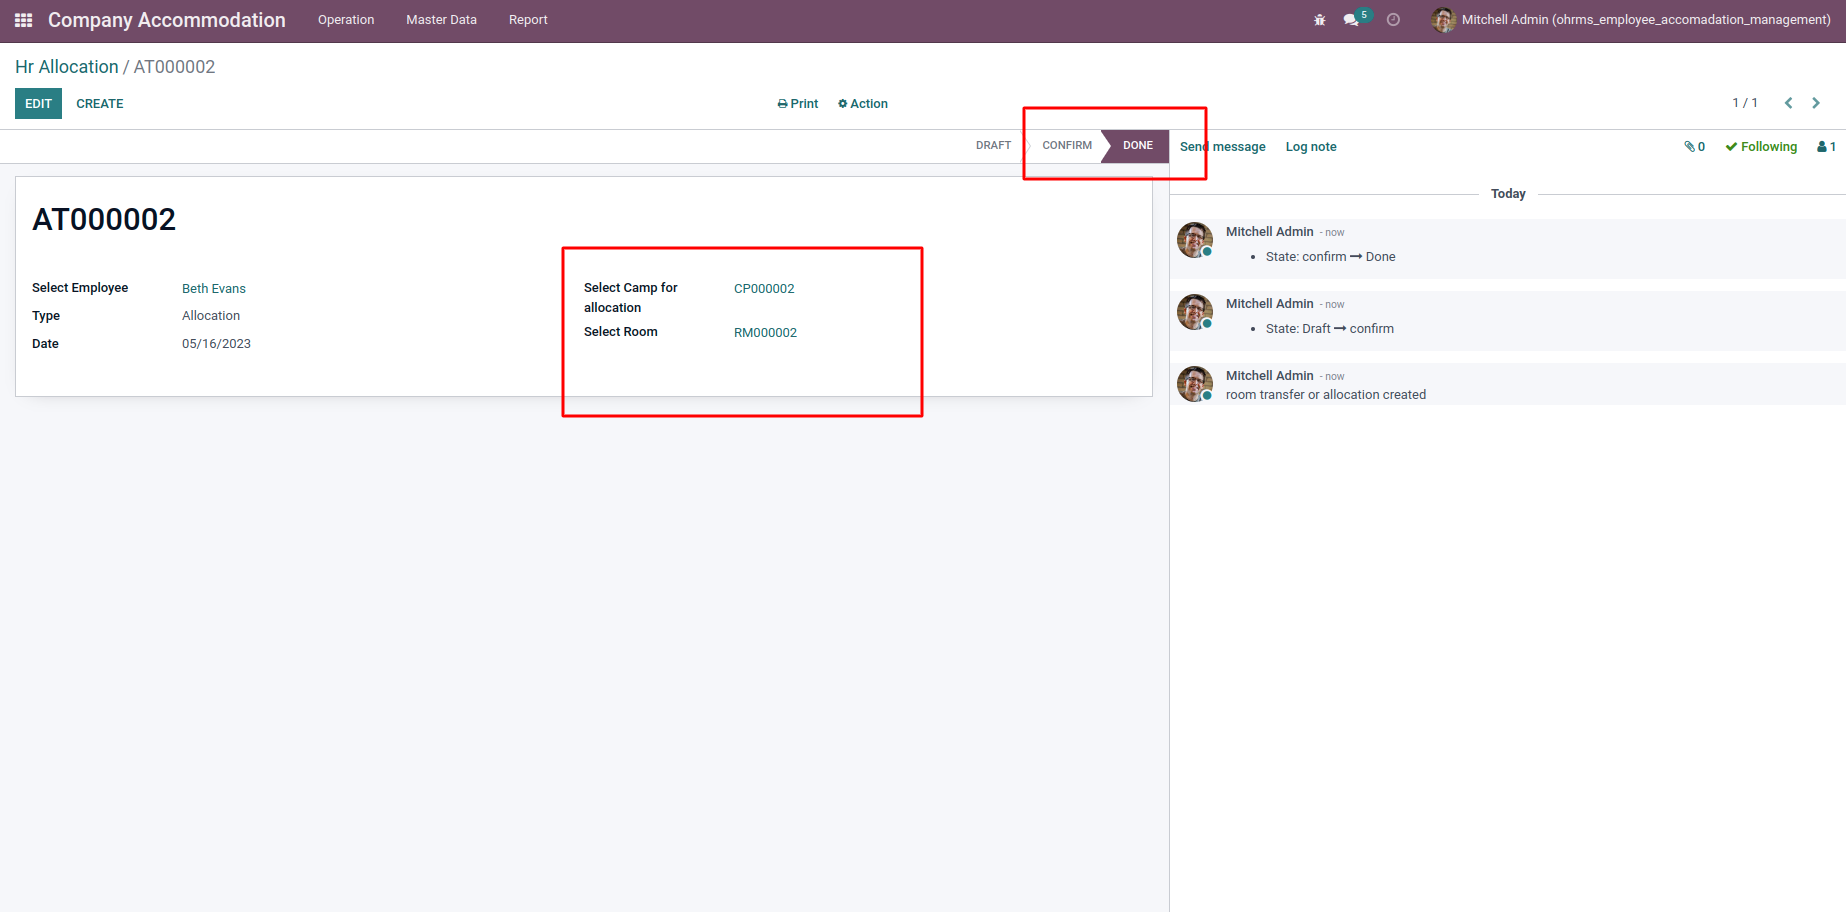 Company Accommodation Operation Master Data Report 5 Mitchell Admin (ohrms_employee_accomadation_management)
Hr Allocation / AT000002
EDIT CREATE Print Action 1 / 1
DRAFT CONFIRM DONE Send message Log note 0 Following 1
AT000002
Select Employee Beth Evans
Type Allocation
Date 05/16/2023
Select Camp for allocation CP000002
Select Room RM000002
Today
Mitchell Admin - now
• State: confirm → Done
Mitchell Admin - now
• State: Draft → confirm
Mitchell Admin - now
room transfer or allocation created